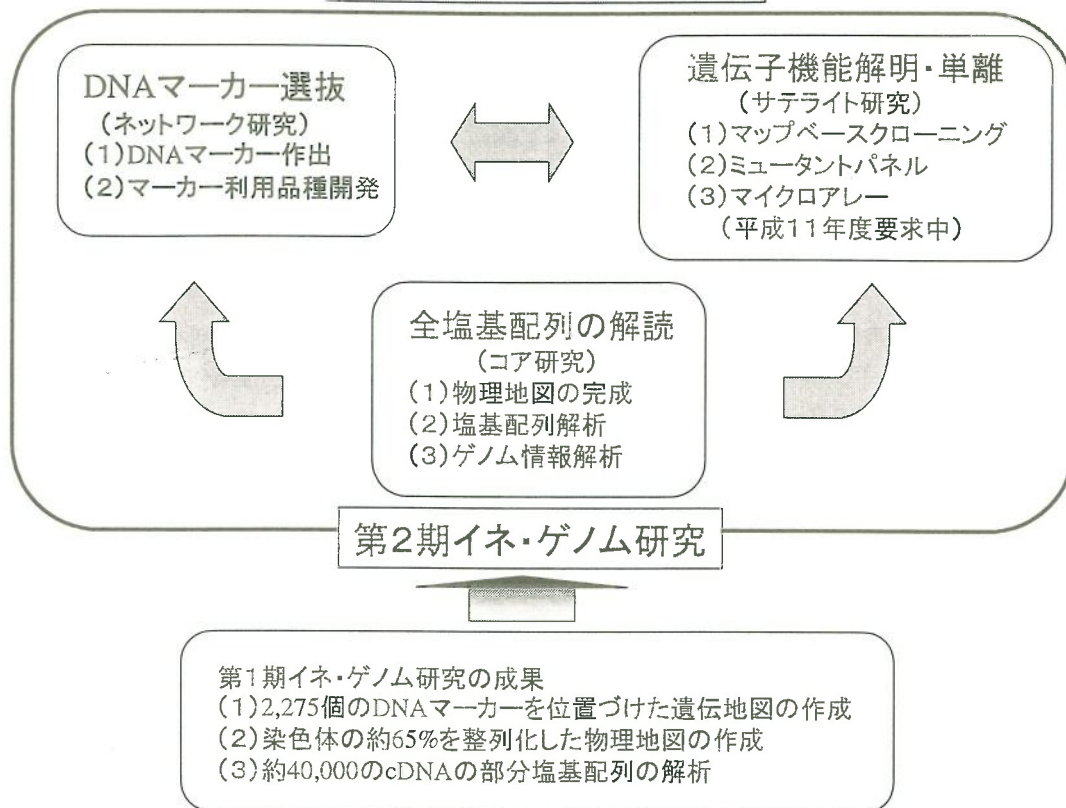 DNAマーカー選抜
(ネットワーク研究)
(1)DNAマーカー作出
(2)マーカー利用品種開発
遺伝子機能解明・単離
(サテライト研究)
(1)マップベースクローニング
(2)ミュータントパネル
(3)マイクロアレー
(平成11年度要求中)
全塩基配列の解読
(コア研究)
(1)物理地図の完成
(2)塩基配列解析
(3)ゲノム情報解析
第2期イネ・ゲノム研究
第1期イネ・ゲノム研究の成果
(1)2,275個のDNAマーカーを位置づけた遺伝地図の作成
(2)染色体の約65%を整列化した物理地図の作成
(3)約40,000のcDNAの部分塩基配列の解析